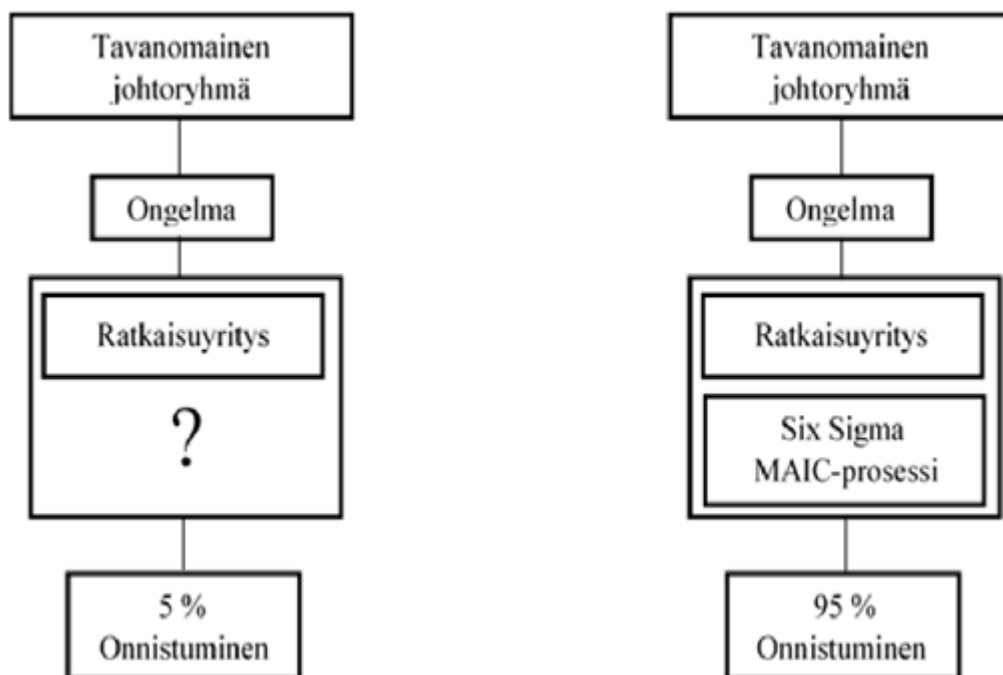 Tavanomainen
johtoryhmä
Ongelma
Ratkaisuyritys
?
5 %
Onnistuminen
Tavanomainen
johtoryhmä
Ongelma
Ratkaisuyritys
Six Sigma
MAIC-prosessi
95 %
Onnistuminen